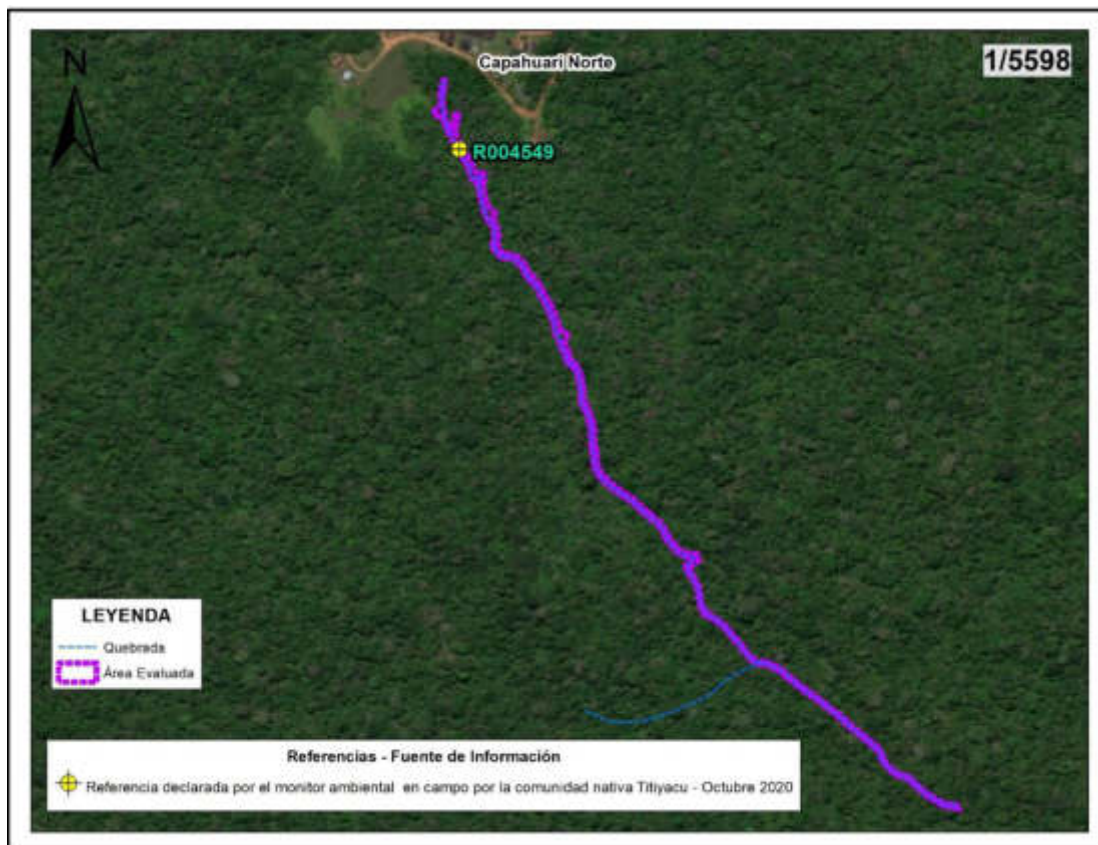 N
Capahuari Norte
1/5598
R004549
LEYENDA
Quebrada
Área Evaluada
Referencias - Fuente de Información
Referencia declarada por el monitor ambiental en campo por la comunidad nativa Titiyacu - Octubre 2020